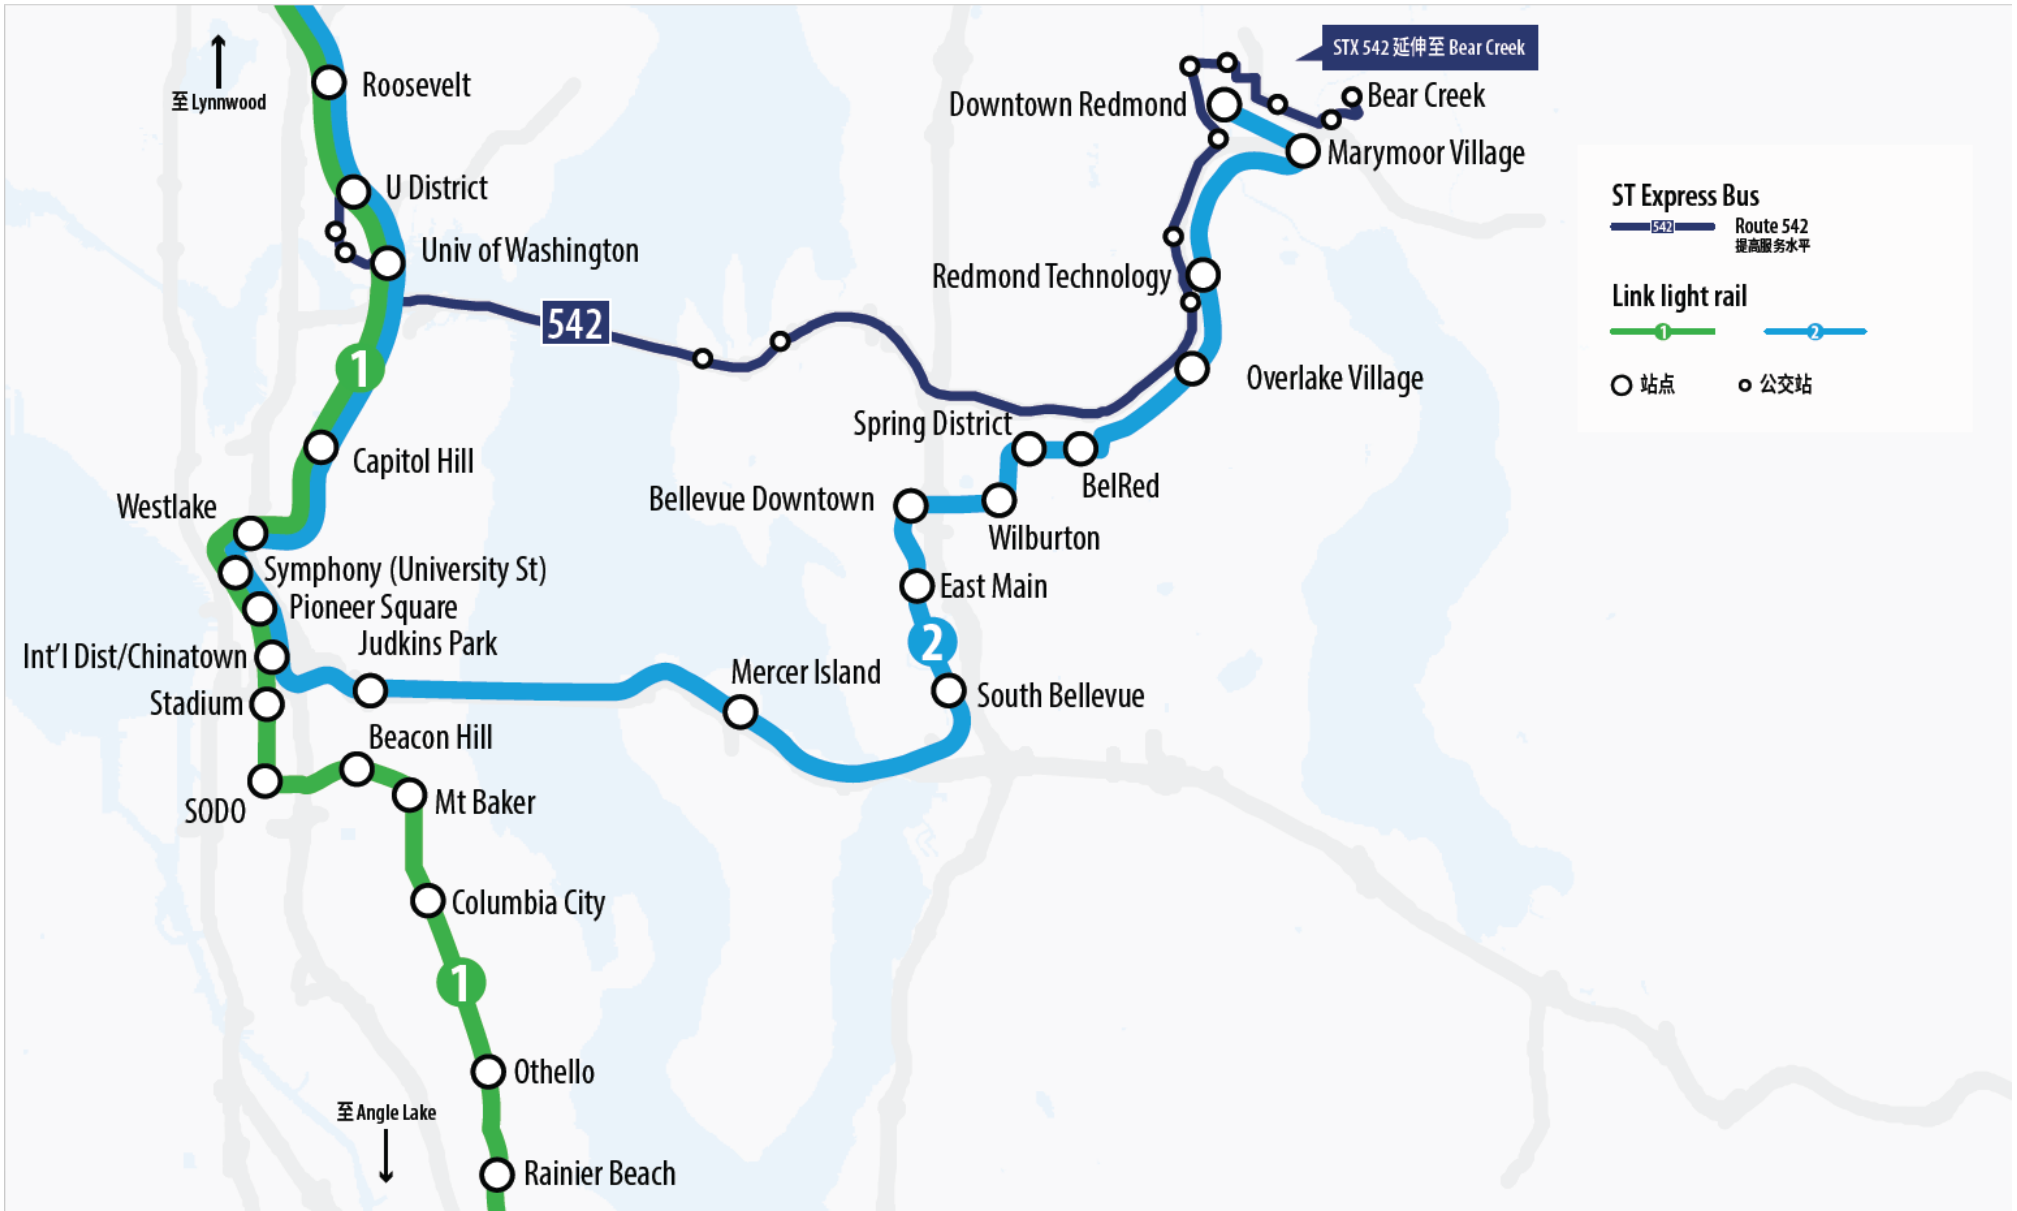 STX 542 延伸至 Bear Creek
至 Lynnwood
Roosevelt
Downtown Redmond
Bear Creek
Marymoor Village
U District
Univ of Washington
ST Express Bus
542
Route 542
提高服务水平
Redmond Technology
Link light rail
1
2
站点
公交站
542
1
Overlake Village
Spring District
Capitol Hill
BelRed
Westlake
Bellevue Downtown
Wilburton
Symphony (University St)
East Main
Pioneer Square
Judkins Park
2
Int'l Dist/Chinatown
Mercer Island
South Bellevue
Stadium
Beacon Hill
SODO
Mt Baker
Columbia City
1
Othello
至 Angle Lake
Rainier Beach